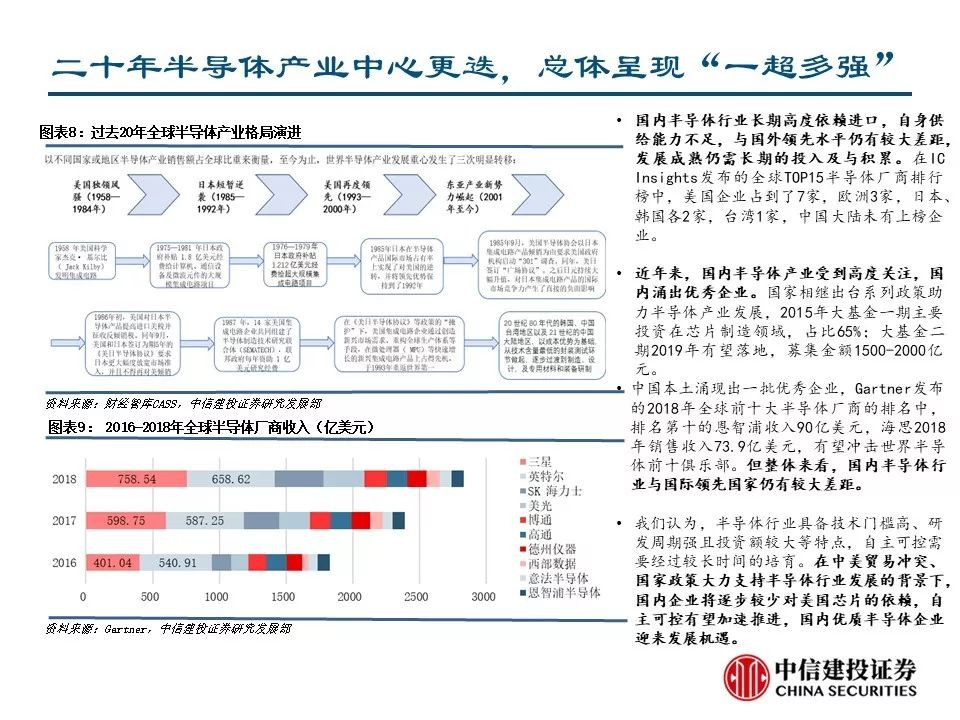 二十年半导体产业中心更迭，总体呈现“一超多强”
图表8：过去20年全球半导体产业格局演进
以不同国家或地区半导体产业销售额占全球比重来衡量，至今为止，世界半导体产业发展重心发生了三次明显转移：
美国独领风
骚（1958—
1984年）
日本短暂逆
袭（1985—
1992年）
美国再度领
先（1993—
2000年）
东亚产业新势
力崛起（2001
年至今）
1958 年美国科学
家杰克· 基尔比
（ Jack Kilby）
发明集成电路
1975—1981 年日本政
府补贴 1.8 亿美元经
费给计算机、通信设
备及微波元件的大规
模集成电路项目
1976—1979年
日本政府补贴
1.212亿美元经
费给超大规模集
成电路项目
1985年日本在半导体
产品国际市场占有率
上实现了对美国的逆
转，并将领先优势保
持到了1992年
1985年9月，美国半导体协会以日本
集成电路产品倾销为由要求美国政府
机构启动“301”调查。同年，美日
签订“广场协议”，之后日元持续大
幅升值，对日本集成电路产品的国际
市场竞争力产生了直接的负面影响
1986年初，美国对日本半
导体产品提高进口关税并
征收反倾销税。同年9月，
美国和日本签订为期5年的
《美日半导体协议》要求
日本更大幅度放宽市场准
入，并且不得再对美倾销
1987 年，14 家美国集
成电路企业共同组建了
半导体制造技术研究
联合体（SEMATECH），联
邦政府每年资助 1 亿
美元研究经费
在《美日半导体协议》等政策的“掩
护”下，美国集成电路企业通过创造
新兴市场需求、重构全球生产体系等
手段，在微处理器（ MPU）等快速增
长的新兴集成电路产品上占得先机，
于1993年重返世界第一
20 世纪 80 年代的韩国、中国
台湾地区以及 21 世纪的中国
大陆地区，以成本优势为基础，
从技术含量最低的封装测试环
节做起，逐步过渡到制造、设
计，及专用材料和装备研制
资料来源：财经智库CASS，中信建投证券研究发展部
图表9： 2016-2018年全球半导体厂商收入（亿美元）
2018
758.54
658.62
2017
598.75
587.25
2016
401.04
540.91
0
500
1000
1500
2000
2500
3000
三星
英特尔
SK 海力士
美光
博通
高通
德州仪器
西部数据
意法半导体
恩智浦半导体
资料来源：Gartner，中信建投证券研究发展部
• 国内半导体行业长期高度依赖进口，自身供
给能力不足，与国外领先水平仍有较大差距，
发展成熟仍需长期的投入及与积累。在IC
Insights发布的全球TOP15半导体厂商排行
榜中，美国企业占到了7家，欧洲3家，日本、
韩国各2家，台湾1家，中国大陆未有上榜企
业。
• 近年来，国内半导体产业受到高度关注，国
内涌出优秀企业。国家相继出台系列政策助
力半导体产业发展，2015年大基金一期主要
投资在芯片制造领域，占比65%；大基金二
期2019年有望落地，募集金额1500-2000亿
元。
• 中国本土涌现出一批优秀企业，Gartner发布
的2018年全球前十大半导体厂商的排名中，
排名第十的恩智浦收入90亿美元，海思2018
年销售收入73.9亿美元，有望冲击世界半导
体前十俱乐部。但整体来看，国内半导体行
业与国际领先国家仍有较大差距。
• 我们认为，半导体行业具备技术门槛高、研
发周期强且投资额较大等特点，自主可控需
要经过较长时间的培育。在中美贸易冲突、
国家政策大力支持半导体行业发展的背景下，
国内企业将逐步较少对美国芯片的依赖，自
主可控有望加速推进，国内优质半导体企业
迎来发展机遇。
中信建投证券
CHINA SECURITIES